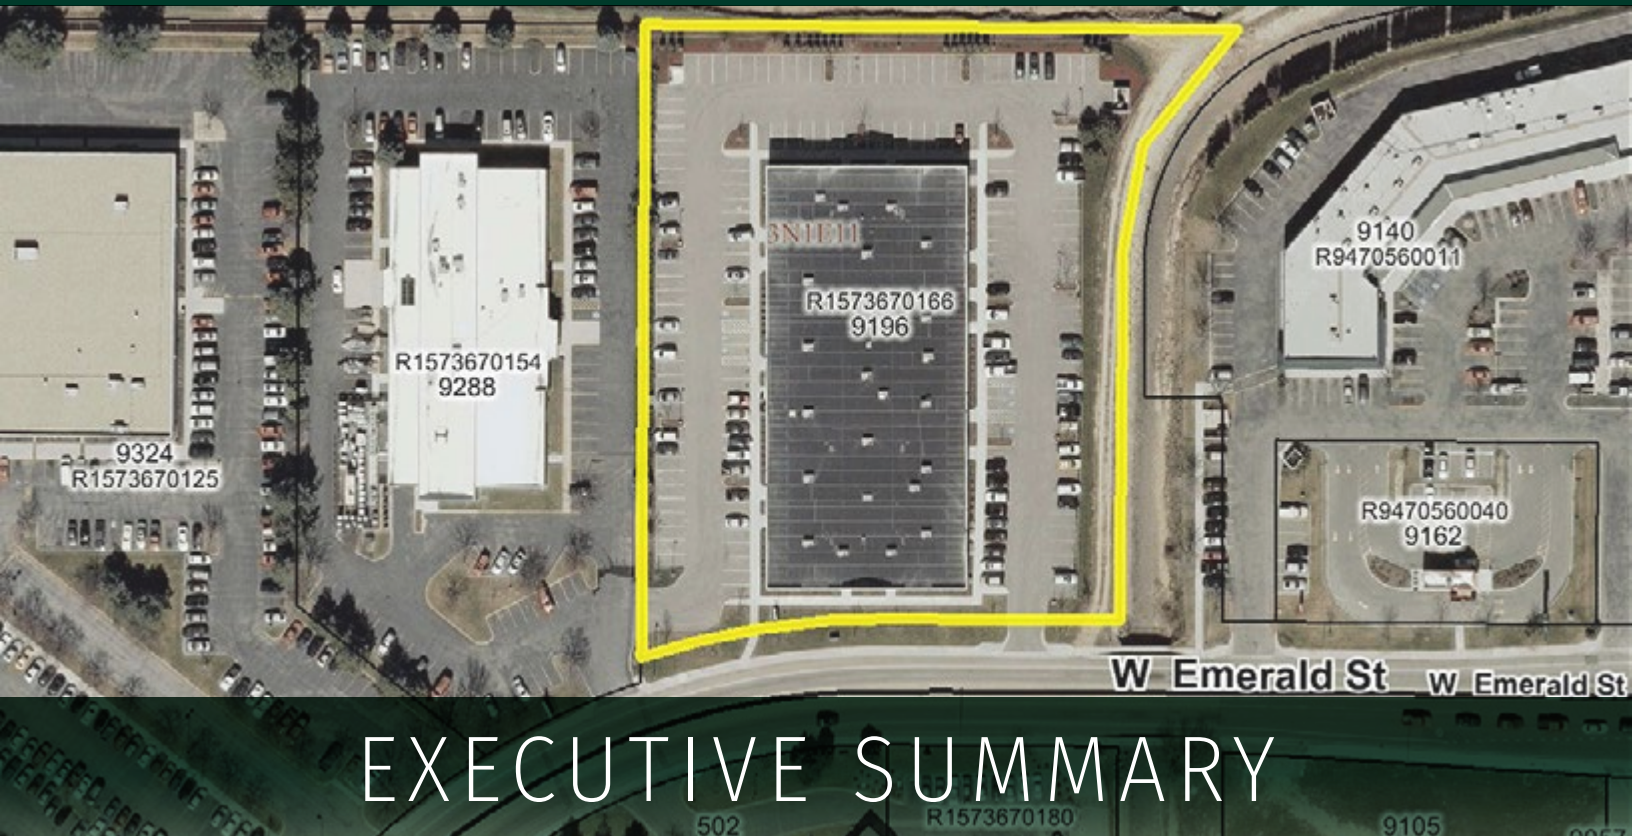 3N1E11
R1573670166
9196
9140
R9470560011
R1573670154
9288
9324
R1573670125
R9470560040
9162
W Emerald St
W Emerald St
EXECUTIVE SUMMARY
R1573670180
502
9105